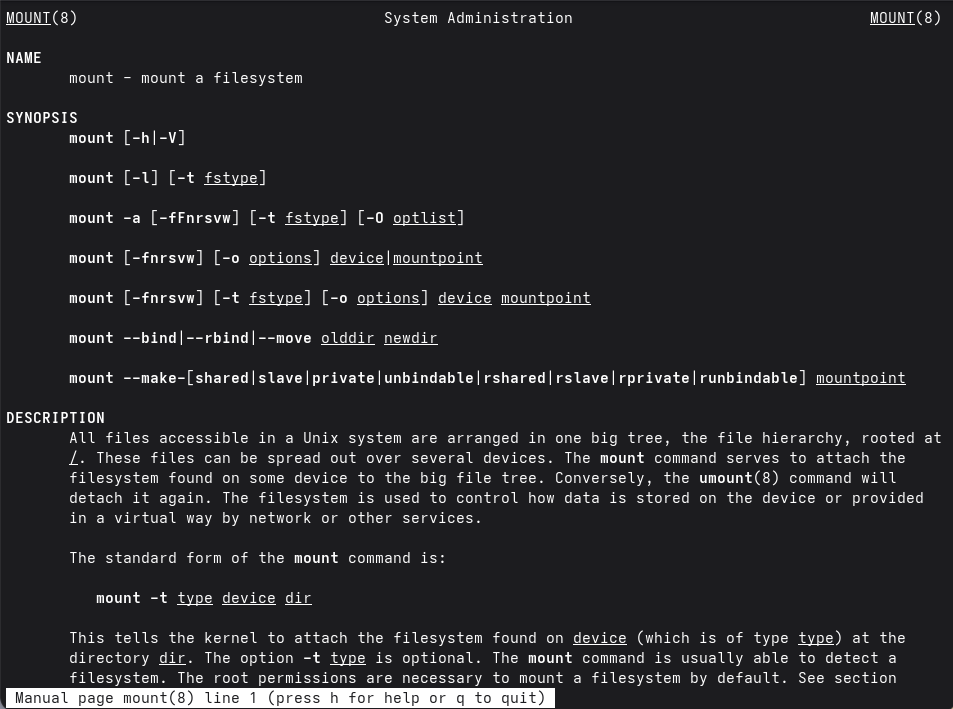 MOUNT(8) System Administration MOUNT(8)
NAME
mount - mount a filesystem
SYNOPSIS
mount [-h|-V]
mount [-l] [-t fstype]
mount -a [-fFnrsvw] [-t fstype] [-O optlist]
mount [-fnrsvw] [-o options] device|mountpoint
mount [-fnrsvw] [-t fstype] [-o options] device mountpoint
mount --bind|--rbind|--move olddir newdir
mount --make-[shared|slave|private|unbindable|rshared|rslave|rprivate|runbindable] mountpoint
DESCRIPTION
All files accessible in a Unix system are arranged in one big tree, the file hierarchy, rooted at
/. These files can be spread out over several devices. The mount command serves to attach the
filesystem found on some device to the big file tree. Conversely, the umount(8) command will
detach it again. The filesystem is used to control how data is stored on the device or provided
in a virtual way by network or other services.
The standard form of the mount command is:
mount -t type device dir
This tells the kernel to attach the filesystem found on device (which is of type type) at the
directory dir. The option -t type is optional. The mount command is usually able to detect a
filesystem. The root permissions are necessary to mount a filesystem by default. See section
Manual page mount(8) line 1 (press h for help or q to quit)